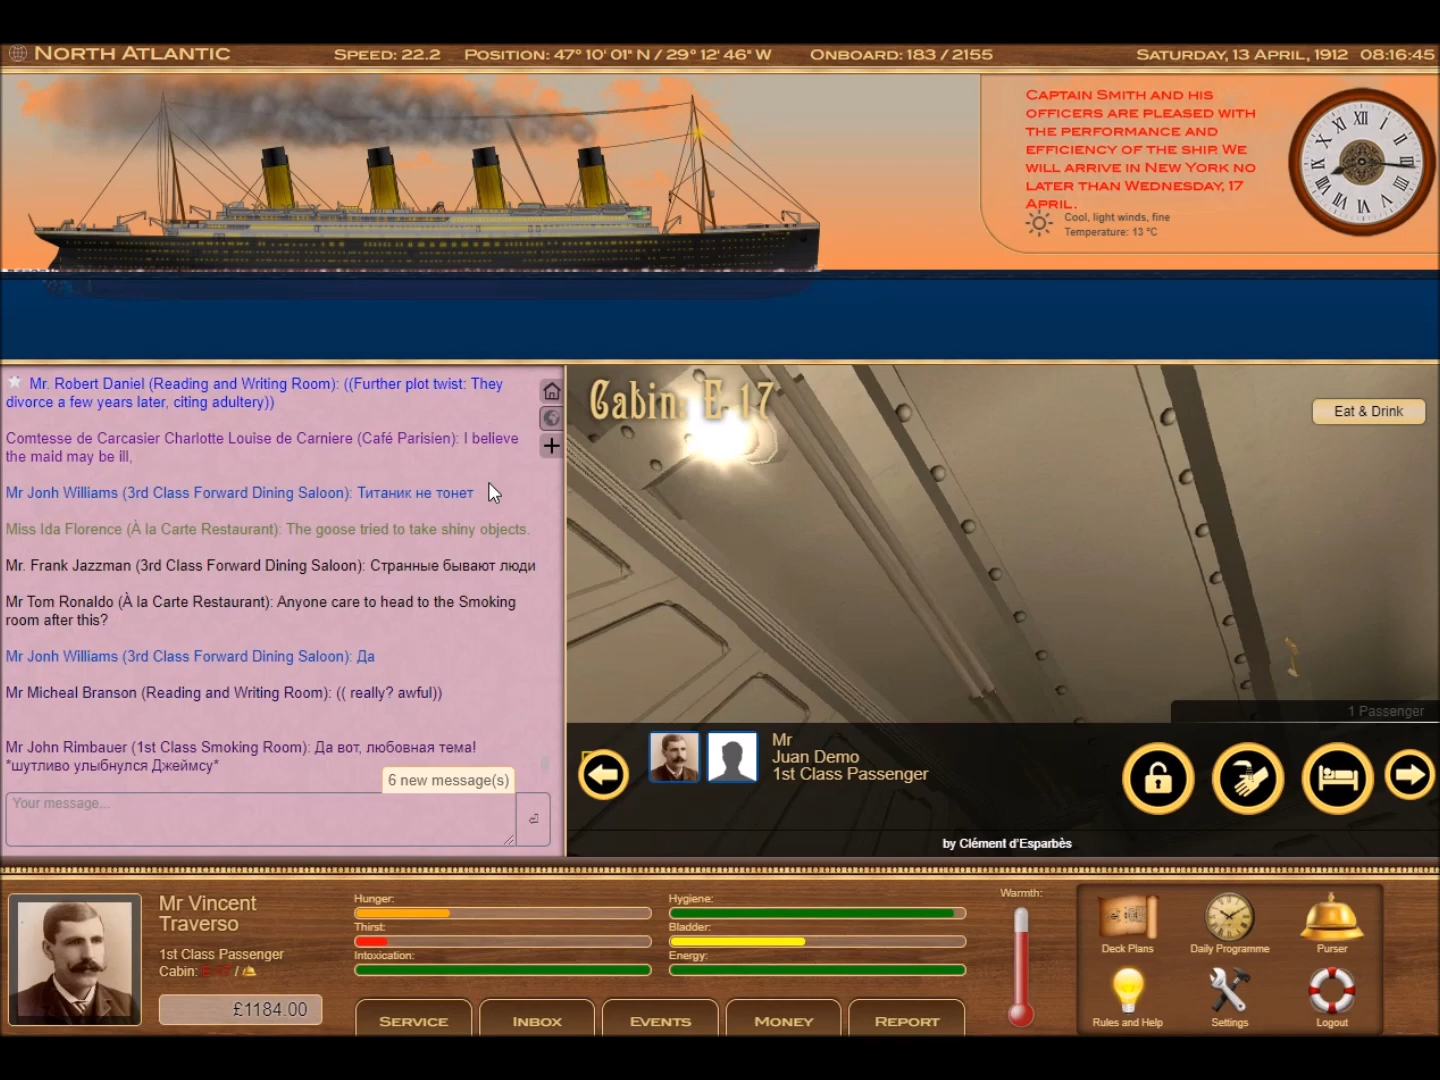 North Atlantic
Speed: 22.2
Position: 47° 10' 01" N / 29° 12' 46" W
Onboard: 183 / 2155
Saturday, 13 April, 1912 08:16:45
Captain Smith and his
officers are pleased with
the performance and
efficiency of the ship. We
will arrive in New York no
later than Wednesday, 17
April.
Cool, light winds, fine
Temperature: 13 °C
XII
I
III
V
VI
VII
VIII
IX
X
XI
Mr. Robert Daniel (Reading and Writing Room): ((Further plot twist: They
divorce a few years later, citing adultery))
Comtesse de Carcasier Charlotte Louise de Carniere (Café Parisien): I believe
the maid may be ill,
Mr Jonh Williams (3rd Class Forward Dining Saloon): Титаник не тонет
Miss Ida Florence (À la Carte Restaurant): The goose tried to take shiny objects.
Mr. Frank Jazzman (3rd Class Forward Dining Saloon): Странные бывают люди
Mr Tom Ronaldo (À la Carte Restaurant): Anyone care to head to the Smoking
room after this?
Mr Jonh Williams (3rd Class Forward Dining Saloon): Да
Mr Micheal Branson (Reading and Writing Room): (( really? awful))
Mr John Rimbauer (1st Class Smoking Room): Да вот, любовная тема!
*шутливо улыбнулся Джеймсу*
6 new message(s)
Your message...
Cabin: E-17
Eat & Drink
1 Passenger
Mr
Juan Demo
1st Class Passenger
by Clément d'Esparbès
Mr Vincent
Traverso
1st Class Passenger
Cabin: E-17 /
£1184.00
Hunger:
Thirst:
Intoxication:
Hygiene:
Bladder:
Energy:
Warmth:
Service
Inbox
Events
Money
Report
Deck Plans
Daily Programme
Purser
Rules and Help
Settings
Logout